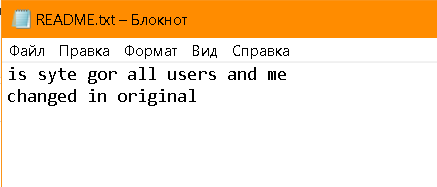 README.txt – Блокнот
Файл Правка Формат Вид Справка
is syte gor all users and me
changed in original